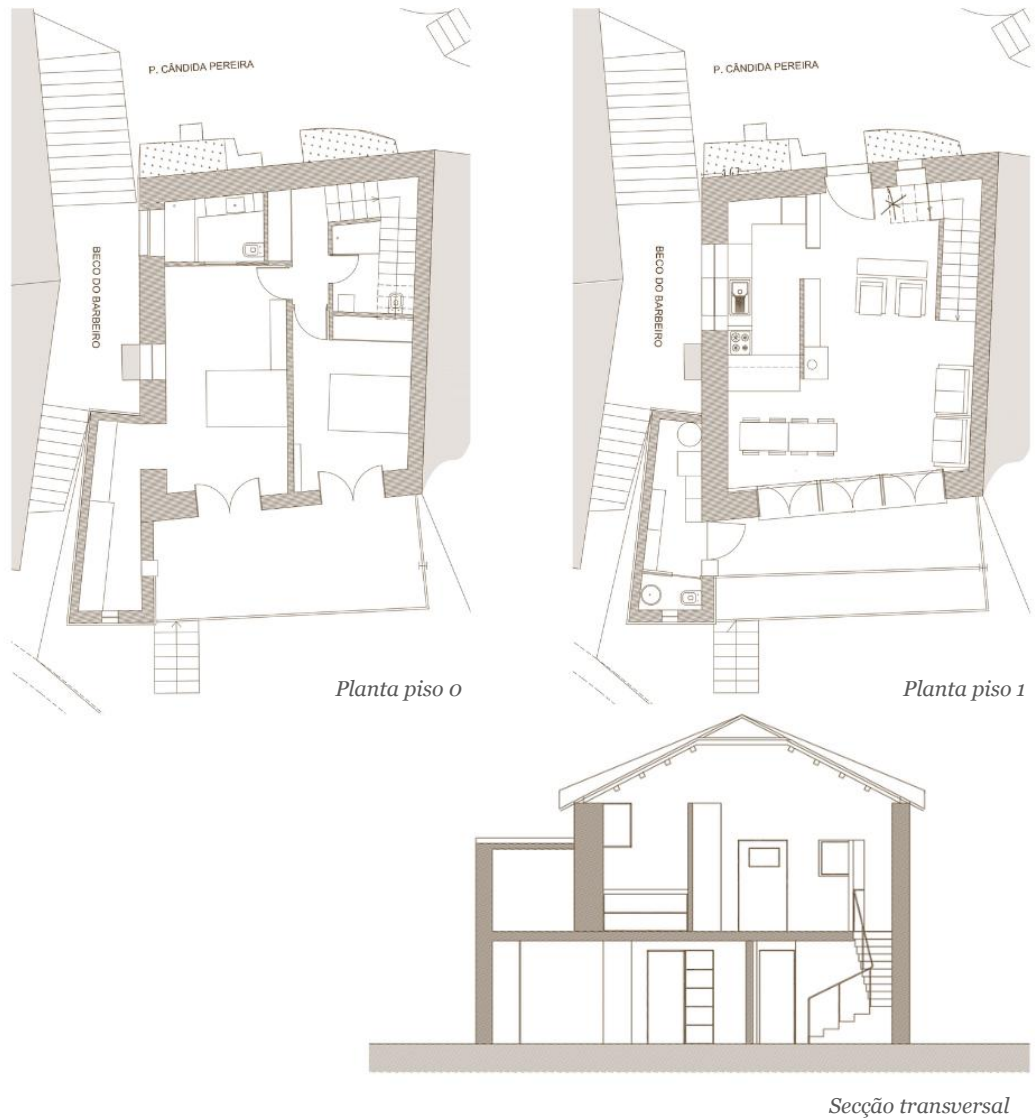 P. CÂNDIDA PEREIRA
BECO DO BARBEIRO
Planta piso 0
P. CÂNDIDA PEREIRA
BECO DO BARBEIRO
Planta piso 1
Secção transversal